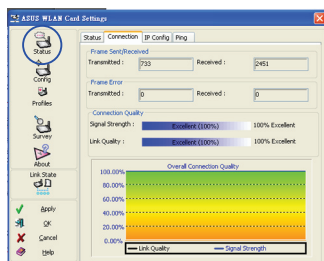 ASUS WLAN Card Settings
Status Connection IP Config Ping
Status
Config
Profiles
Survey
About
Link State
Apply
OK
Cancel
Help
Frame Sent/Received
Transmitted : 733 Received : 2451
Frame Error
Transmitted : 0 Received : 0
Connection Quality
Signal Strength : Excellent (100%) 100% Excellent
Link Quality : Excellent (100%) 100% Excellent
Overall Connection Quality
100.00%
80.00%
60.00%
40.00%
20.00%
0.00%
Link Quality Signal Strength